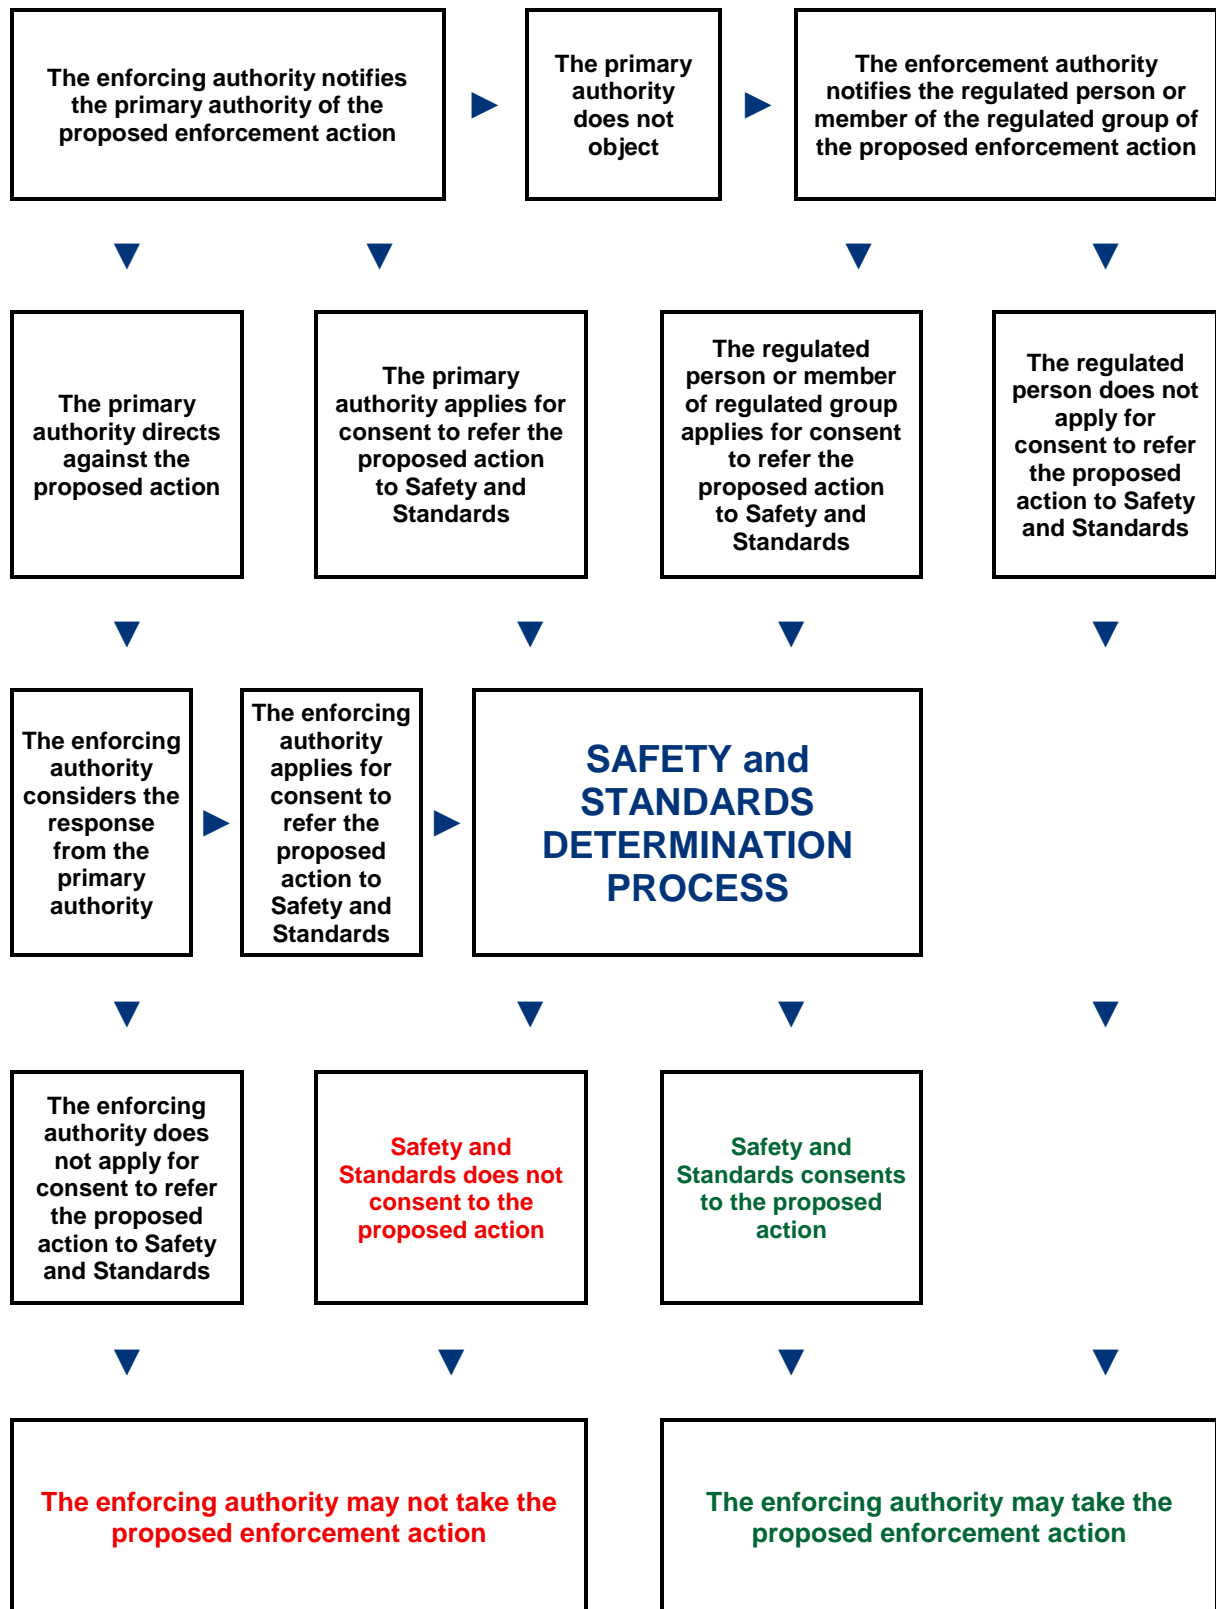 The enforcing authority notifies
the primary authority of the
proposed enforcement action
The primary
authority
does not
object
The enforcement authority
notifies the regulated person or
member of the regulated group of
the proposed enforcement action
The primary
authority directs
against the
proposed action
The primary
authority applies for
consent to refer the
proposed action
to Safety and
Standards
The regulated
person or member
of regulated group
applies for consent
to refer the
proposed action
to Safety and
Standards
The regulated
person does not
apply for
consent to refer
the proposed
action to Safety
and Standards
The enforcing
authority
considers the
response
from the
primary
authority
The enforcing
authority
applies for
consent to
refer the
proposed
action to
Safety and
Standards
SAFETY and
STANDARDS
DETERMINATION
PROCESS
The enforcing
authority does
not apply for
consent to refer
the proposed
action to Safety
and Standards
Safety and
Standards does not
consent to the
proposed action
Safety and
Standards consents
to the proposed
action
The enforcing authority may not take the
proposed enforcement action
The enforcing authority may take the
proposed enforcement action